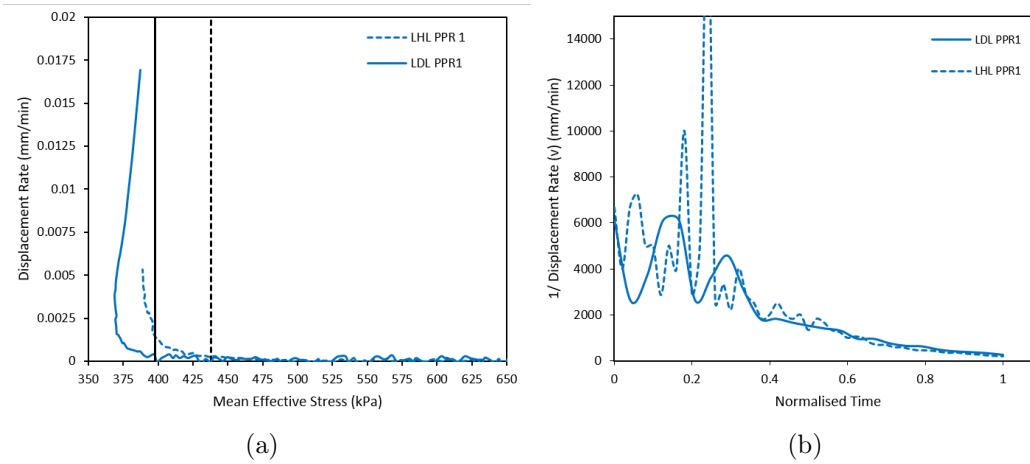 0.02
0.0175
0.015
0.0125
0.01
0.0075
0.005
0.0025
0
350 375 400 425 450 475 500 525 550 575 600 625 650
Displacement Rate (mm/min)
Mean Effective Stress (kPa)
LHL PPR 1
LDL PPR1
(a)
14000
12000
10000
8000
6000
4000
2000
0
0 0.2 0.4 0.6 0.8 1
1/ Displacement Rate (v) (mm/min)
Normalised Time
LDL PPR1
LHL PPR1
(b)